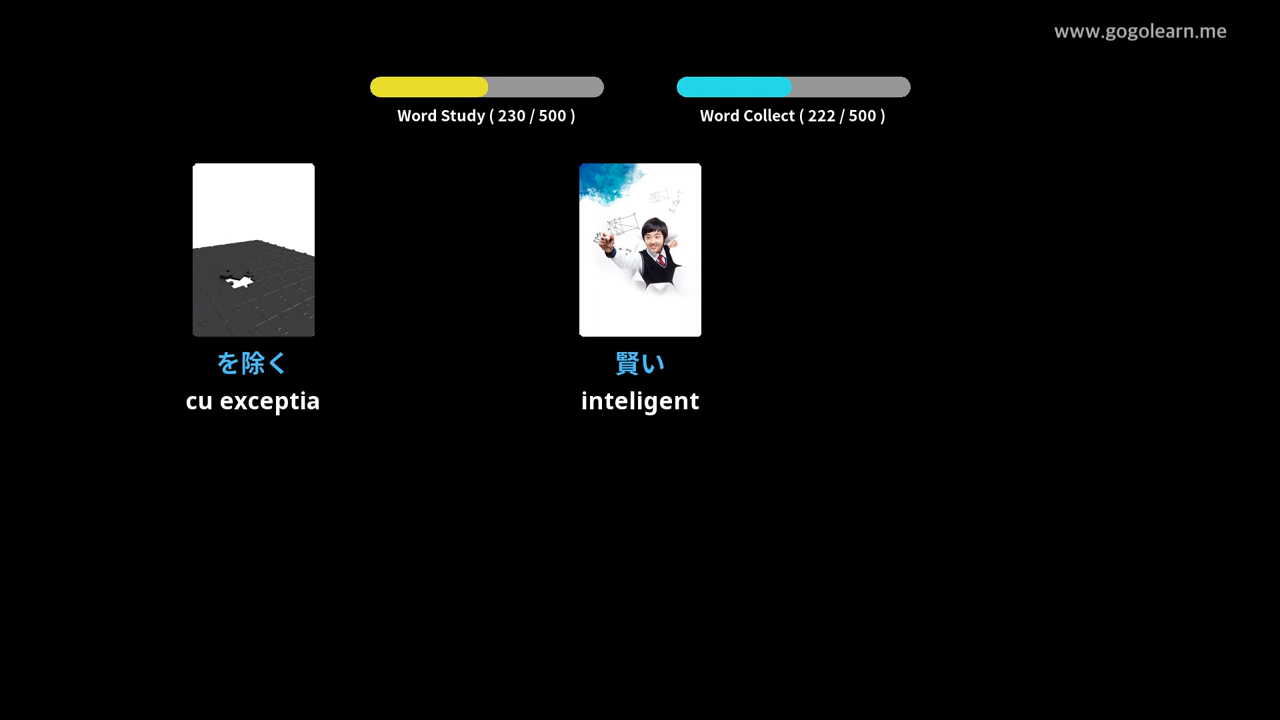 www.gogolearn.me
Word Study ( 230 / 500 )
Word Collect ( 222 / 500 )
を除く
cu exceptia
賢い
inteligent